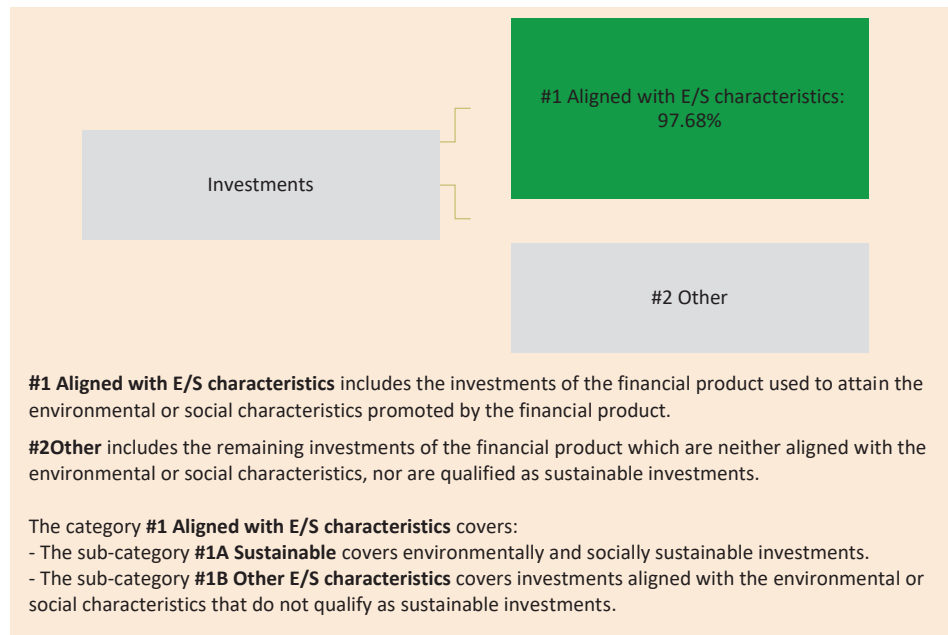 #1 Aligned with E/S characteristics:
97.68%
Investments
#2 Other
#1 Aligned with E/S characteristics includes the investments of the financial product used to attain the
environmental or social characteristics promoted by the financial product.
#2Other includes the remaining investments of the financial product which are neither aligned with the
environmental or social characteristics, nor are qualified as sustainable investments.
The category #1 Aligned with E/S characteristics covers:
- The sub-category #1A Sustainable covers environmentally and socially sustainable investments.
- The sub-category #1B Other E/S characteristics covers investments aligned with the environmental or
social characteristics that do not qualify as sustainable investments.